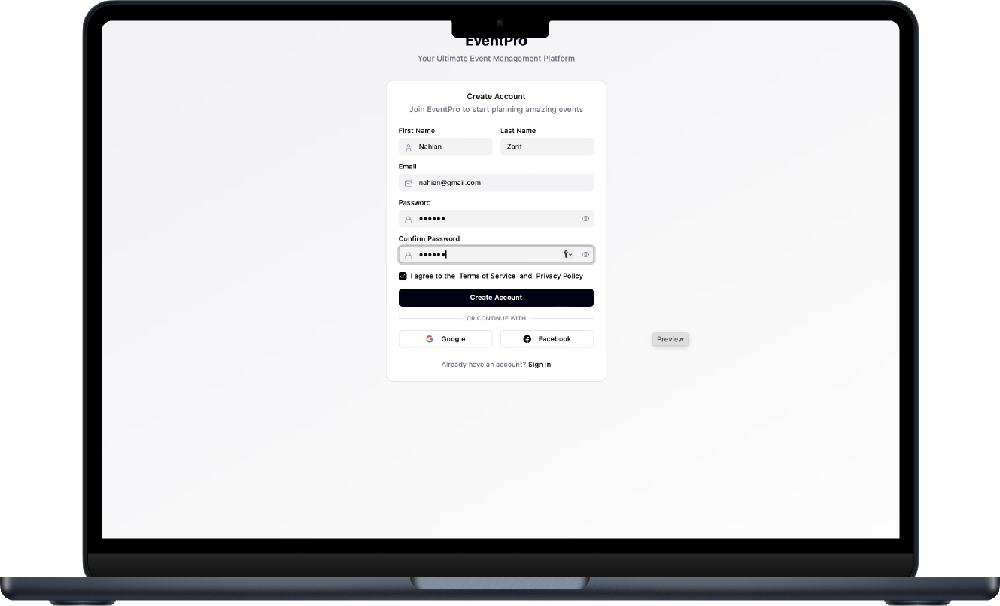 EventPro
Your Ultimate Event Management Platform
Create Account
Join EventPro to start planning amazing events
First Name Last Name
Nahian Zarif
Email
nahian@gmail.com
Password
••••••
Confirm Password
••••••
I agree to the Terms of Service and Privacy Policy
Create Account
OR CONTINUE WITH
Google Facebook
Preview
Already have an account? Sign in